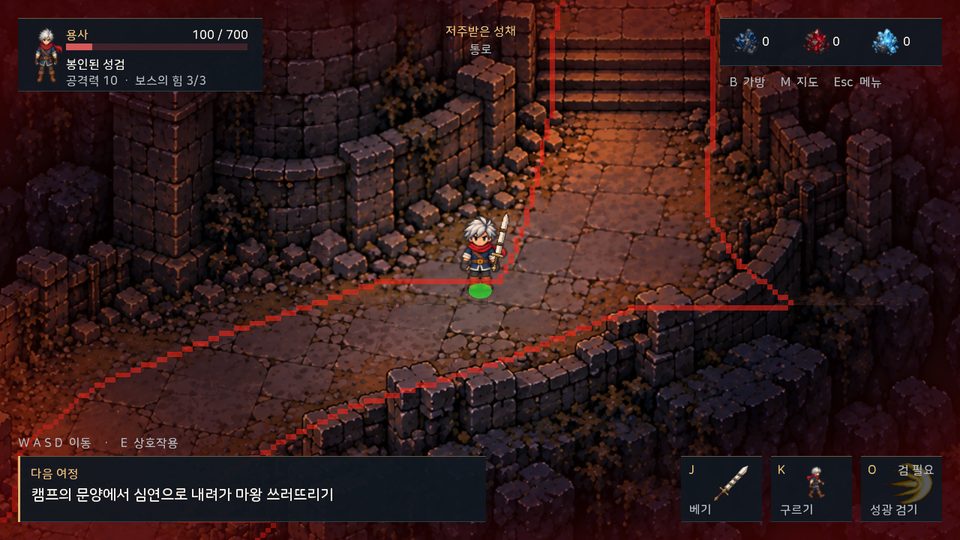 용사 100 / 700
봉인된 성검
공격력 10 · 보스의 힘 3/3
저주받은 성채
통로
0 0 0
B 가방 M 지도 Esc 메뉴
W A S D 이동 · E 상호작용
다음 여정
캠프의 문양에서 심연으로 내려가 마왕 쓰러뜨리기
J
베기
K
구르기
O 검 필요
성광 검기